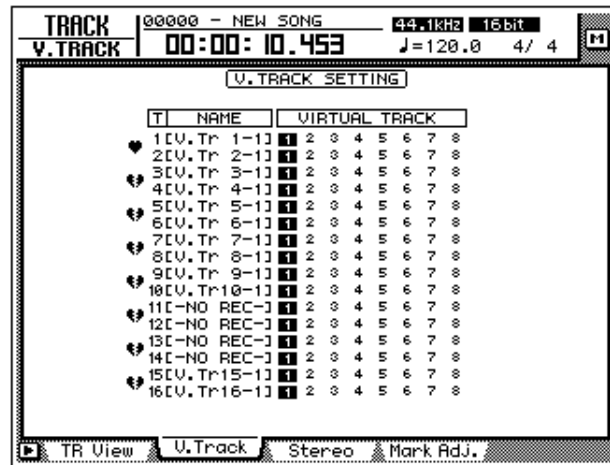 TRACK
V.TRACK
00000 - NEW SONG
00:00: 10.453
44.1kHz 16bit
♩=120.0 4/ 4
M
V.TRACK SETTING
T NAME VIRTUAL TRACK
1[V.Tr 1-1] 1 2 3 4 5 6 7 8
2[V.Tr 2-1] 1 2 3 4 5 6 7 8
3[V.Tr 3-1] 1 2 3 4 5 6 7 8
4[V.Tr 4-1] 1 2 3 4 5 6 7 8
5[V.Tr 5-1] 1 2 3 4 5 6 7 8
6[V.Tr 6-1] 1 2 3 4 5 6 7 8
7[V.Tr 7-1] 1 2 3 4 5 6 7 8
8[V.Tr 8-1] 1 2 3 4 5 6 7 8
9[V.Tr 9-1] 1 2 3 4 5 6 7 8
10[V.Tr10-1] 1 2 3 4 5 6 7 8
11[-NO REC-] 1 2 3 4 5 6 7 8
12[-NO REC-] 1 2 3 4 5 6 7 8
13[-NO REC-] 1 2 3 4 5 6 7 8
14[-NO REC-] 1 2 3 4 5 6 7 8
15[V.Tr15-1] 1 2 3 4 5 6 7 8
16[V.Tr16-1] 1 2 3 4 5 6 7 8
TR View V.Track Stereo Mark Adj.